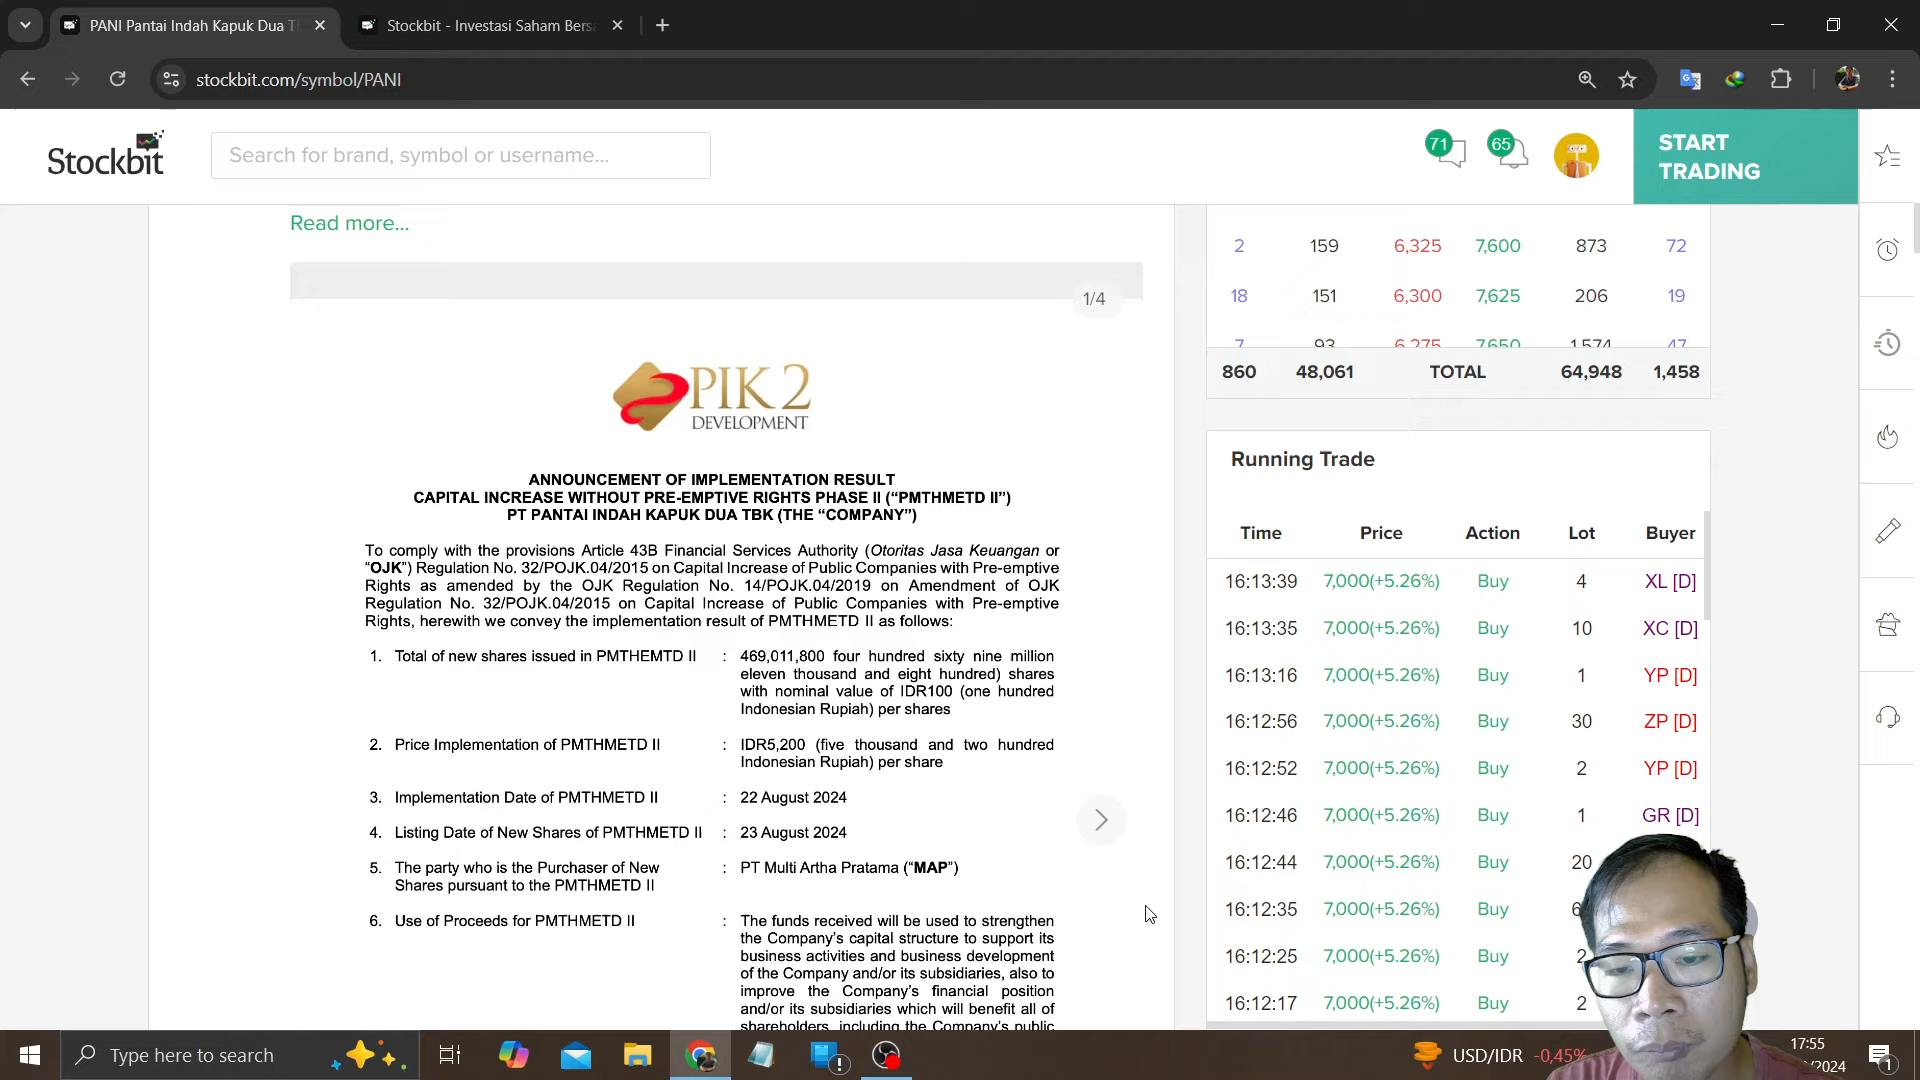 PANI Pantai Indah Kapuk Dua T
Stockbit - Investasi Saham Bers
stockbit.com/symbol/PANI
Stockbit
Search for brand, symbol or username...
71
65
START
TRADING
Read more...
1/4
PIK 2
DEVELOPMENT
ANNOUNCEMENT OF IMPLEMENTATION RESULT
CAPITAL INCREASE WITHOUT PRE-EMPTIVE RIGHTS PHASE II (“PMTHMETD II”)
PT PANTAI INDAH KAPUK DUA TBK (THE “COMPANY”)
To comply with the provisions Article 43B Financial Services Authority (Otoritas Jasa Keuangan or
“OJK”) Regulation No. 32/POJK.04/2015 on Capital Increase of Public Companies with Pre-emptive
Rights as amended by the OJK Regulation No. 14/POJK.04/2019 on Amendment of OJK
Regulation No. 32/POJK.04/2015 on Capital Increase of Public Companies with Pre-emptive
Rights, herewith we convey the implementation result of PMTHMETD II as follows:
1. Total of new shares issued in PMTHEMTD II : 469,011,800 four hundred sixty nine million
eleven thousand and eight hundred) shares
with nominal value of IDR100 (one hundred
Indonesian Rupiah) per shares
2. Price Implementation of PMTHMETD II : IDR5,200 (five thousand and two hundred
Indonesian Rupiah) per share
3. Implementation Date of PMTHMETD II : 22 August 2024
4. Listing Date of New Shares of PMTHMETD II : 23 August 2024
5. The party who is the Purchaser of New : PT Multi Artha Pratama (“MAP”)
Shares pursuant to the PMTHMETD II
6. Use of Proceeds for PMTHMETD II : The funds received will be used to strengthen
the Company’s capital structure to support its
business activities and business development
of the Company and/or its subsidiaries, also to
improve the Company’s financial position
and/or its subsidiaries which will benefit all of
shareholders, including the Company’s public
2 159 6,325 7,600 873 72
18 151 6,300 7,625 206 19
7 93 6,275 7,650 1,574 47
860 48,061 TOTAL 64,948 1,458
Running Trade
Time Price Action Lot Buyer
16:13:39 7,000(+5.26%) Buy 4 XL [D]
16:13:35 7,000(+5.26%) Buy 10 XC [D]
16:13:16 7,000(+5.26%) Buy 1 YP [D]
16:12:56 7,000(+5.26%) Buy 30 ZP [D]
16:12:52 7,000(+5.26%) Buy 2 YP [D]
16:12:46 7,000(+5.26%) Buy 1 GR [D]
16:12:44 7,000(+5.26%) Buy 20
16:12:35 7,000(+5.26%) Buy
16:12:25 7,000(+5.26%) Buy 2
16:12:17 7,000(+5.26%) Buy 2
Type here to search
USD/IDR -0,45%
17:55
/2024
1